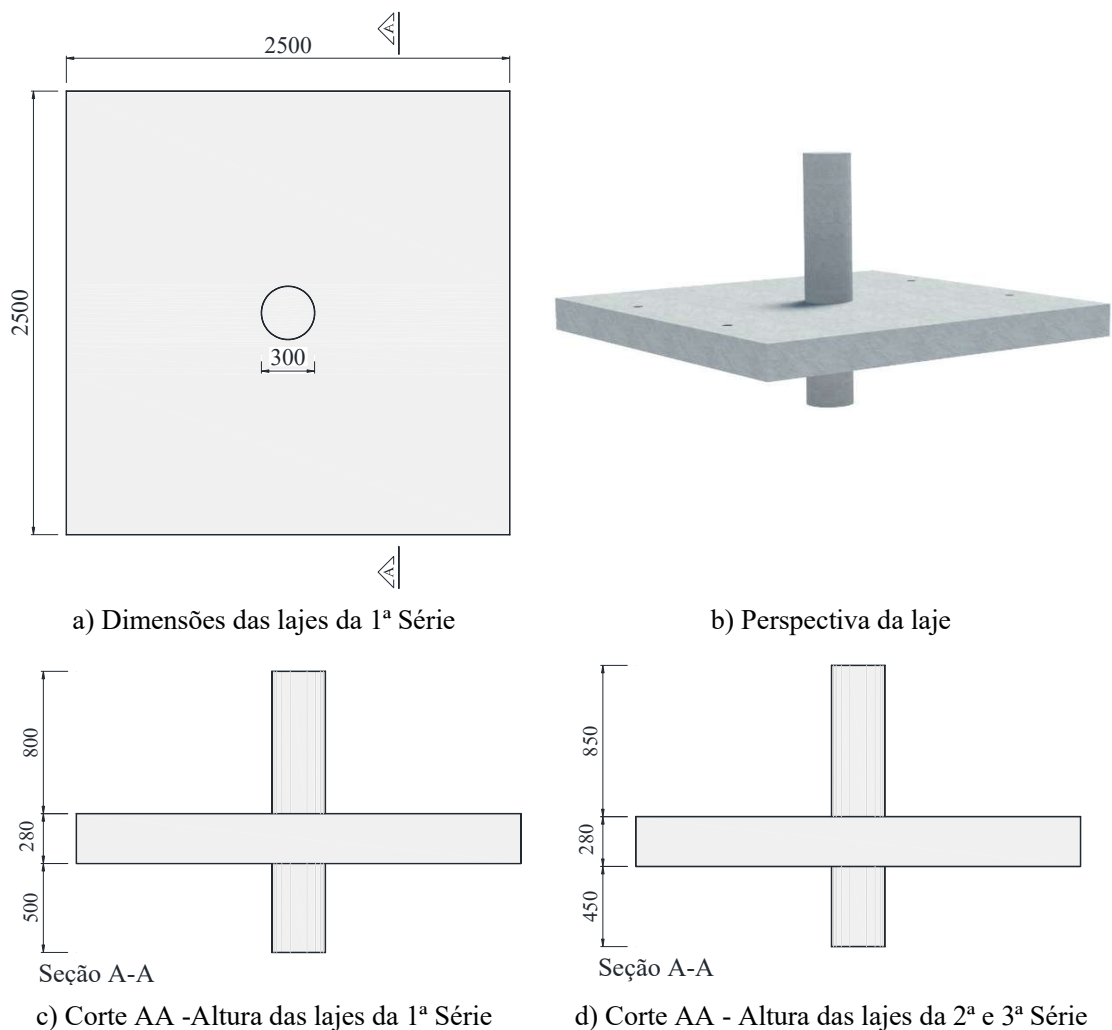 A
2500
2500
300
A
a) Dimensões das lajes da 1ª Série
b) Perspectiva da laje
800
280
500
Seção A-A
850
280
450
Seção A-A
c) Corte AA -Altura das lajes da 1ª Série
d) Corte AA - Altura das lajes da 2ª e 3ª Série